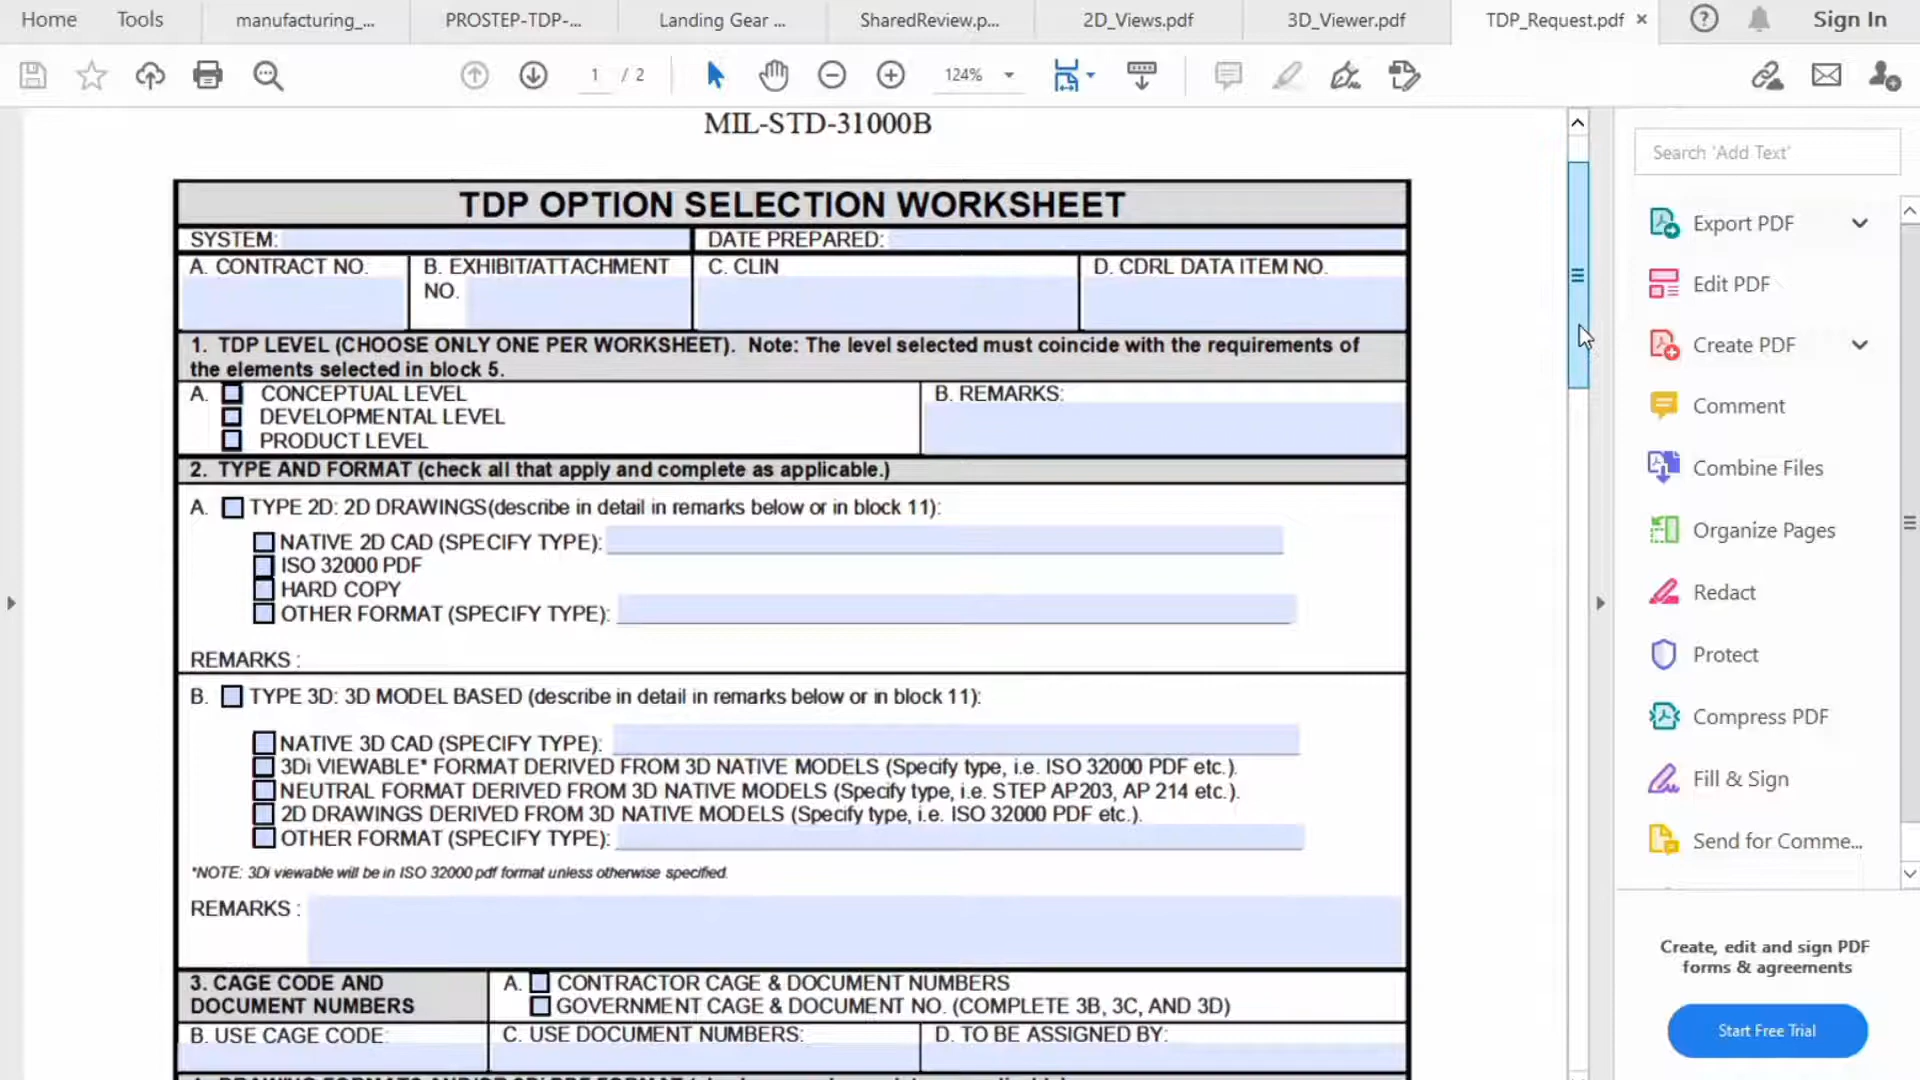 Home Tools manufacturing_... PROSTEP-TDP-... Landing Gear ... SharedReview.p... 2D_Views.pdf 3D_Viewer.pdf TDP_Request.pdf × Sign In
1 / 2 124%
MIL-STD-31000B
TDP OPTION SELECTION WORKSHEET
SYSTEM: DATE PREPARED:
A. CONTRACT NO. B. EXHIBIT/ATTACHMENT NO. C. CLIN D. CDRL DATA ITEM NO.
1. TDP LEVEL (CHOOSE ONLY ONE PER WORKSHEET). Note: The level selected must coincide with the requirements of
the elements selected in block 5.
A. CONCEPTUAL LEVEL
DEVELOPMENTAL LEVEL
PRODUCT LEVEL
B. REMARKS:
2. TYPE AND FORMAT (check all that apply and complete as applicable.)
A. TYPE 2D: 2D DRAWINGS(describe in detail in remarks below or in block 11):
NATIVE 2D CAD (SPECIFY TYPE):
ISO 32000 PDF
HARD COPY
OTHER FORMAT (SPECIFY TYPE):
REMARKS :
B. TYPE 3D: 3D MODEL BASED (describe in detail in remarks below or in block 11):
NATIVE 3D CAD (SPECIFY TYPE):
3Di VIEWABLE* FORMAT DERIVED FROM 3D NATIVE MODELS (Specify type, i.e. ISO 32000 PDF etc.).
NEUTRAL FORMAT DERIVED FROM 3D NATIVE MODELS (Specify type, i.e. STEP AP203, AP 214 etc.).
2D DRAWINGS DERIVED FROM 3D NATIVE MODELS (Specify type, i.e. ISO 32000 PDF etc.).
OTHER FORMAT (SPECIFY TYPE):
*NOTE: 3Di viewable will be in ISO 32000 pdf format unless otherwise specified.
REMARKS :
3. CAGE CODE AND
DOCUMENT NUMBERS
A. CONTRACTOR CAGE & DOCUMENT NUMBERS
GOVERNMENT CAGE & DOCUMENT NO. (COMPLETE 3B, 3C, AND 3D)
B. USE CAGE CODE: C. USE DOCUMENT NUMBERS: D. TO BE ASSIGNED BY:
Search 'Add Text'
Export PDF
Edit PDF
Create PDF
Comment
Combine Files
Organize Pages
Redact
Protect
Compress PDF
Fill & Sign
Send for Comme...
Create, edit and sign PDF
forms & agreements
Start Free Trial